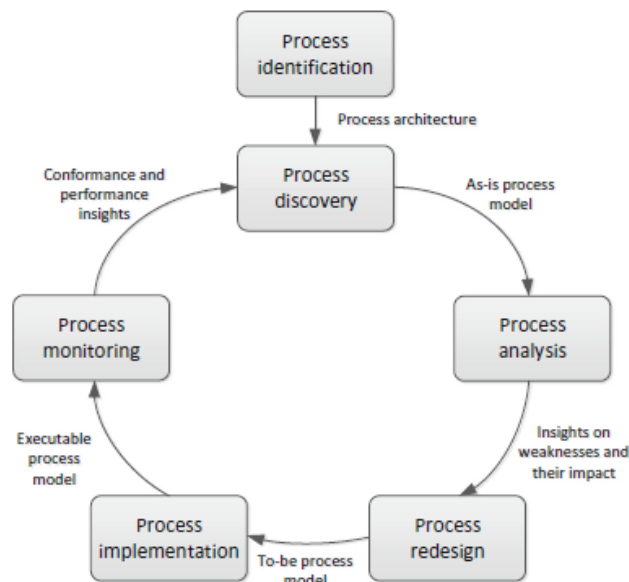 Process
identification
Process architecture
Process
discovery
As-is process
model
Process
analysis
Insights on
weaknesses and
their impact
Process
redesign
To-be process
model
Process
implementation
Executable
process
model
Process
monitoring
Conformance and
performance
insights